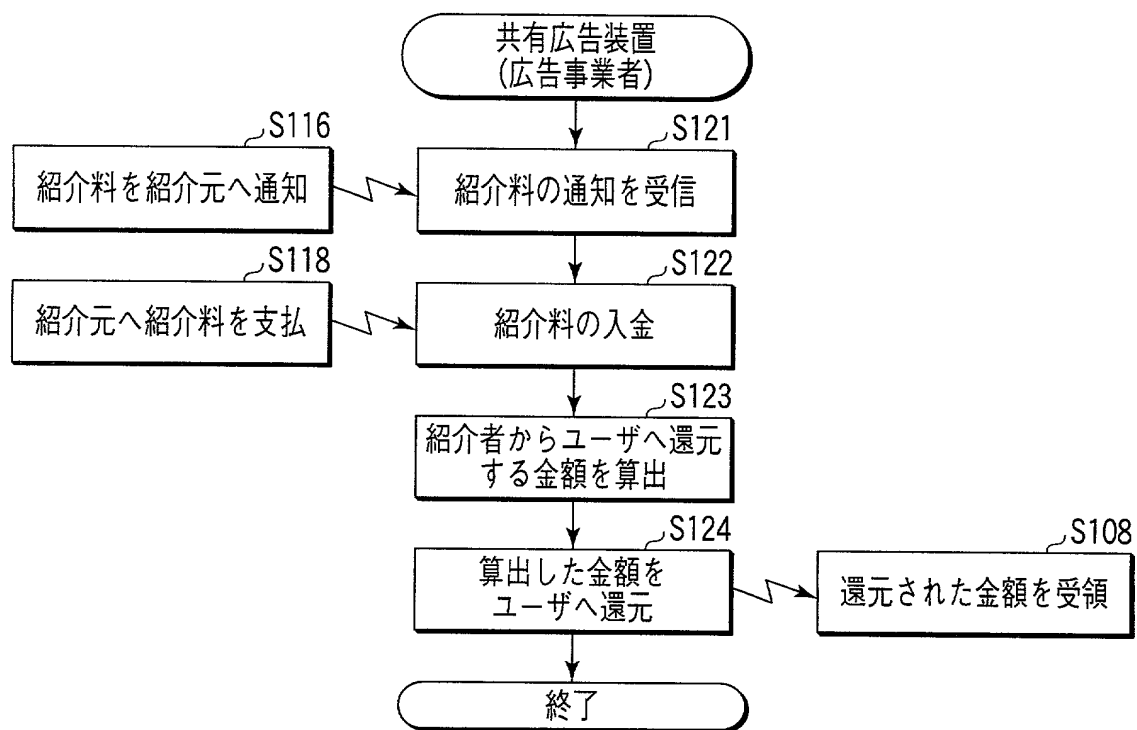 共有広告装置
(広告事業者)
S116
紹介料を紹介元へ通知
S121
紹介料の通知を受信
S118
紹介元へ紹介料を支払
S122
紹介料の入金
S123
紹介者からユーザへ還元
する金額を算出
S124
算出した金額を
ユーザへ還元
S108
還元された金額を受領
終了